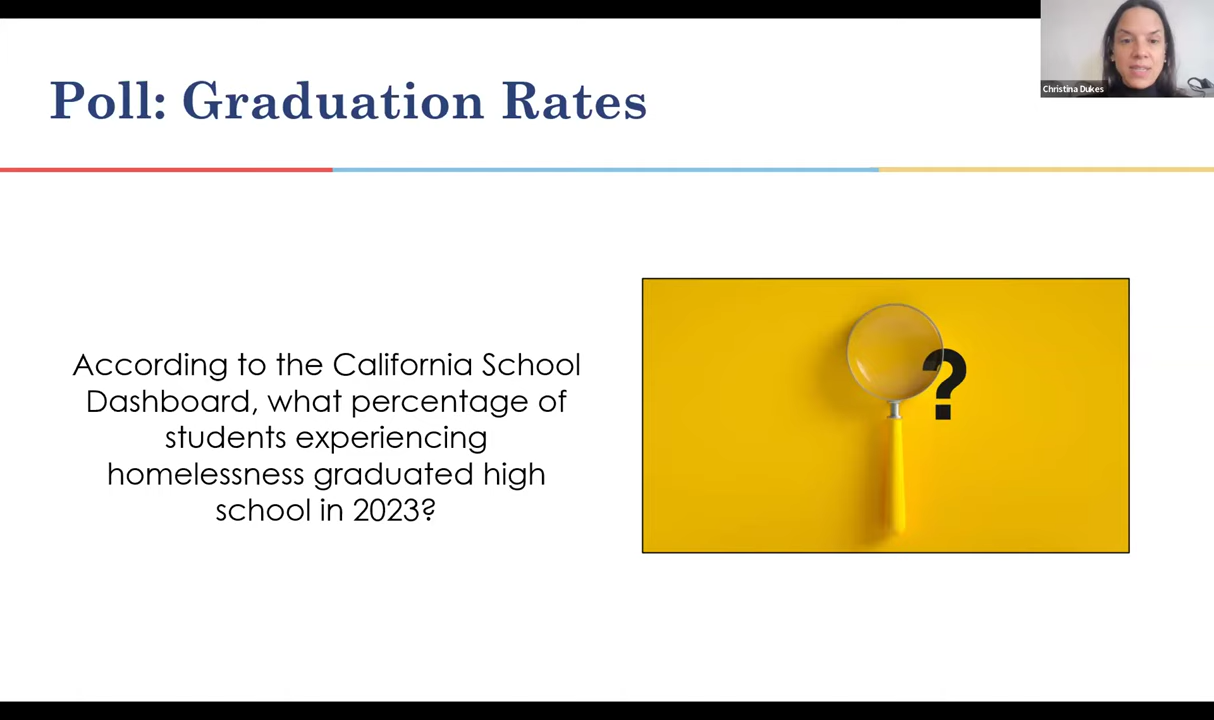 Poll: Graduation Rates
Christina Dukes
According to the California School
Dashboard, what percentage of
students experiencing
homelessness graduated high
school in 2023?
?